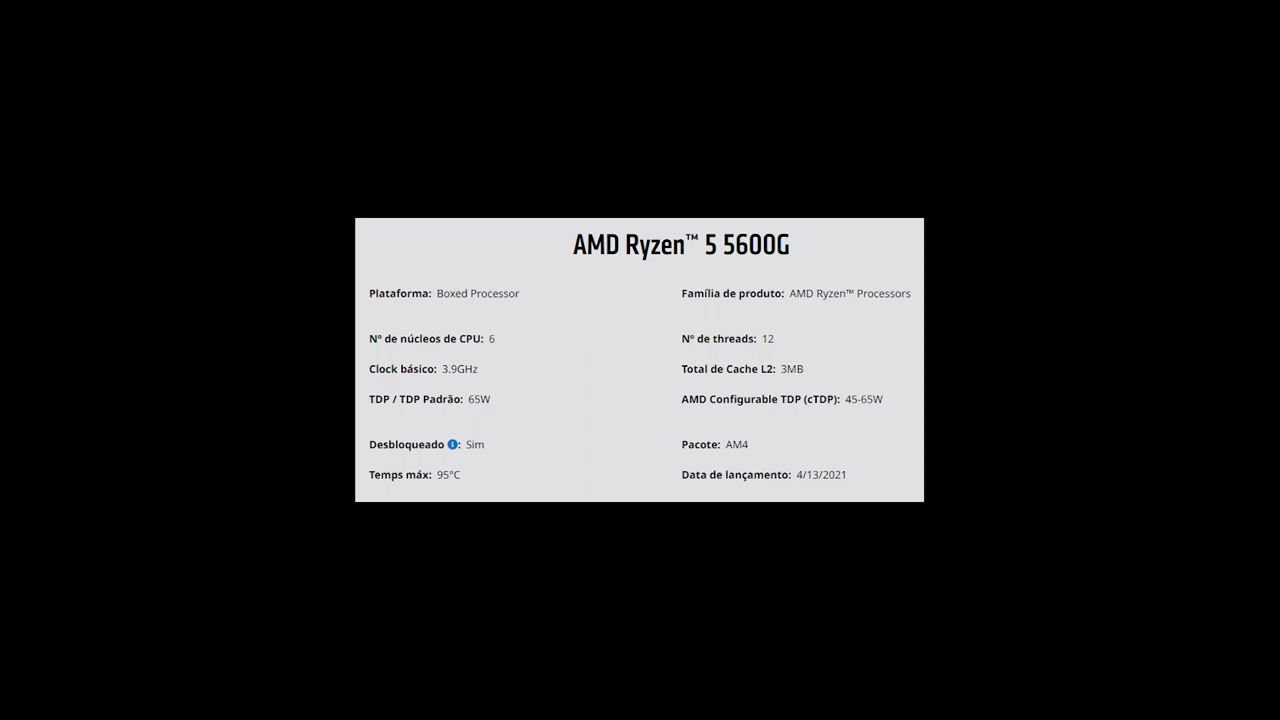 AMD Ryzen™ 5 5600G
Plataforma: Boxed Processor
Família de produto: AMD Ryzen™ Processors
Nº de núcleos de CPU: 6
Nº de threads: 12
Clock básico: 3.9GHz
Total de Cache L2: 3MB
TDP / TDP Padrão: 65W
AMD Configurable TDP (cTDP): 45-65W
Desbloqueado : Sim
Pacote: AM4
Temps máx: 95°C
Data de lançamento: 4/13/2021